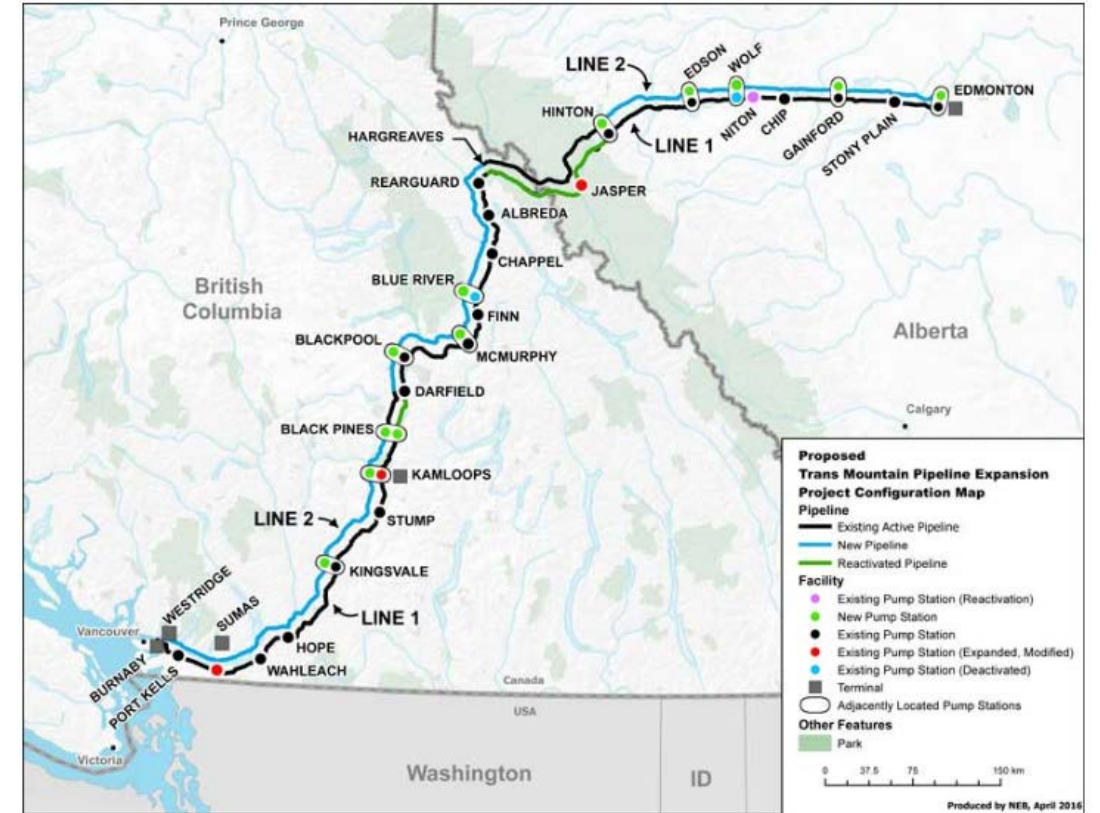 Prince George
LINE 2
EDSON
WOLF
EDMONTON
HINTON
NITON
CHIP
GAINFORD
STONY PLAIN
LINE 1
HARGREAVES
REARGUARD
JASPER
ALBREDA
CHAPPEL
British
Columbia
BLUE RIVER
FINN
Alberta
BLACKPOOL
MCMURPHY
DARFIELD
Calgary
BLACK PINES
KAMLOOPS
LINE 2
STUMP
KINGSVALE
WESTRIDGE
SUMAS
LINE 1
Vancouver
HOPE
BURNABY
PORT KELLS
WAHLEACH
Canada
USA
Victoria
Washington
ID
Proposed
Trans Mountain Pipeline Expansion
Project Configuration Map
Pipeline
Existing Active Pipeline
New Pipeline
Reactivated Pipeline
Facility
Existing Pump Station (Reactivation)
New Pump Station
Existing Pump Station
Existing Pump Station (Expanded, Modified)
Existing Pump Station (Deactivated)
Terminal
Adjacently Located Pump Stations
Other Features
Park
0 37.5 75 150 km
Produced by NEB, April 2016